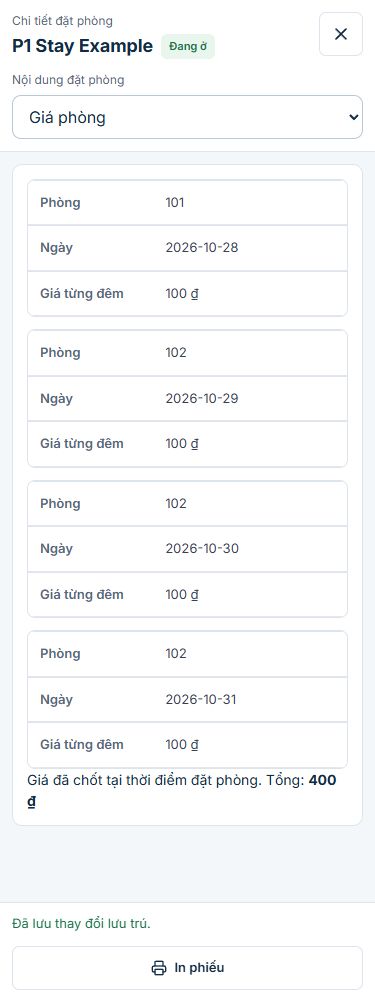 Chi tiết đặt phòng
P1 Stay Example Đang ở
Nội dung đặt phòng
Giá phòng
Phòng 101
Ngày 2026-10-28
Giá từng đêm 100 ₫
Phòng 102
Ngày 2026-10-29
Giá từng đêm 100 ₫
Phòng 102
Ngày 2026-10-30
Giá từng đêm 100 ₫
Phòng 102
Ngày 2026-10-31
Giá từng đêm 100 ₫
Giá đã chốt tại thời điểm đặt phòng. Tổng: 400
₫
Đã lưu thay đổi lưu trú.
In phiếu